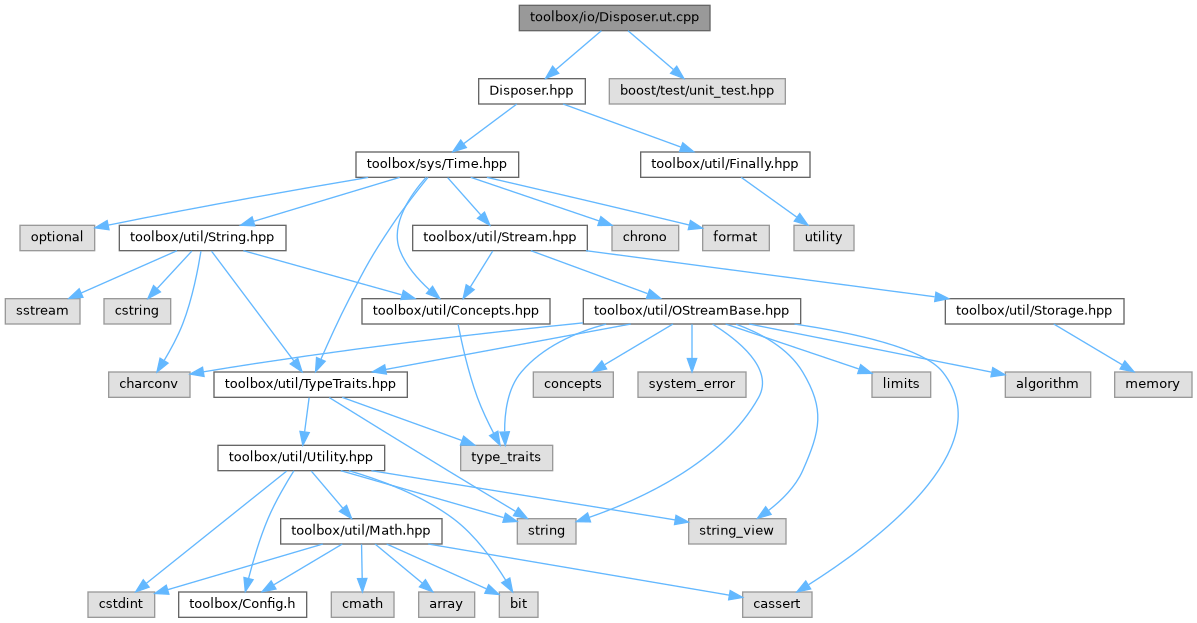 toolbox/io/Disposer.ut.cpp
Disposer.hpp
boost/test/unit_test.hpp
toolbox/sys/Time.hpp
toolbox/util/Finally.hpp
optional
toolbox/util/String.hpp
toolbox/util/Stream.hpp
chrono
format
utility
sstream
cstring
toolbox/util/Concepts.hpp
toolbox/util/OStreamBase.hpp
toolbox/util/Storage.hpp
charconv
toolbox/util/TypeTraits.hpp
concepts
system_error
limits
algorithm
memory
toolbox/util/Utility.hpp
type_traits
toolbox/util/Math.hpp
string
string_view
cstdint
toolbox/Config.h
cmath
array
bit
cassert